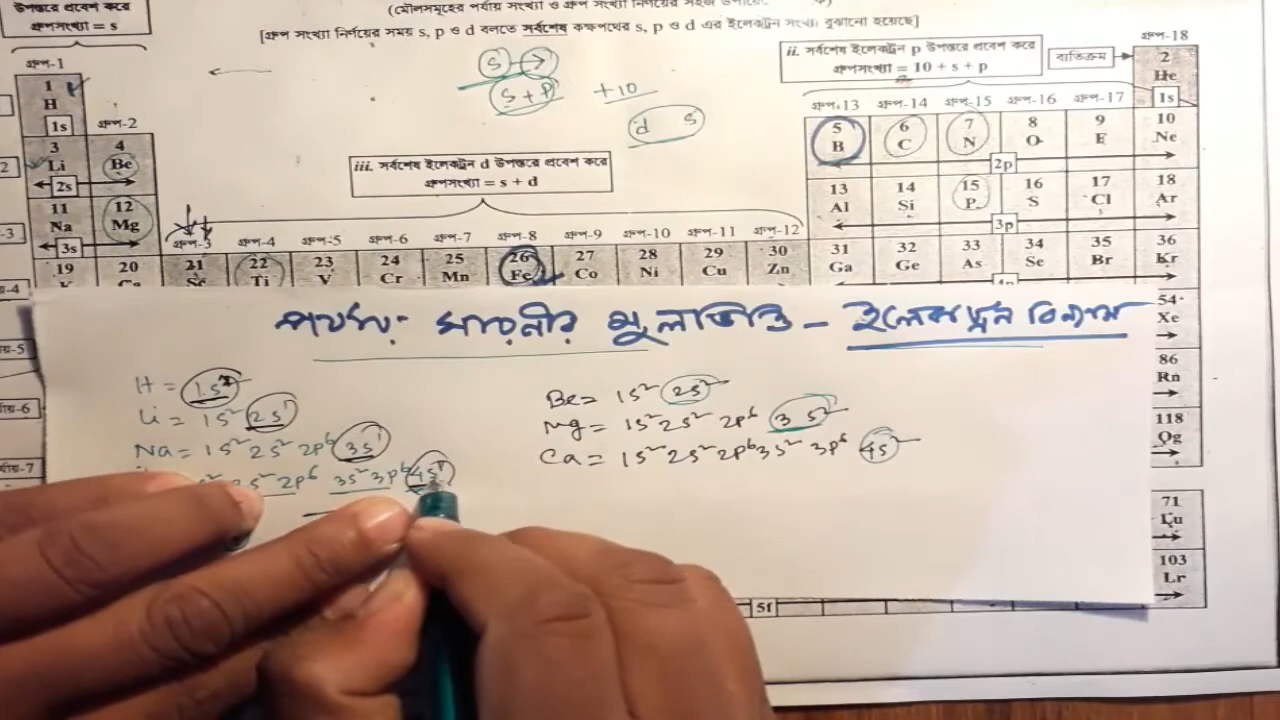 উপস্তরে প্রবেশ করে
গ্রুপসংখ্যা = s
(মৌলসমূহের পর্যায় সংখ্যা ও গ্রুপ সংখ্যা নির্ণয়ের সহজ
[গ্রুপ সংখ্যা নির্ণয়ের সময় s, p ও d বলতে সর্বশেষ কক্ষপথের s, p ও d এর ইলেকট্রন সংখ্যা বুঝানো হয়েছে]
s
s + p +10
d s
ii. সর্বশেষ ইলেকট্রন p উপস্তরে প্রবেশ করে
গ্রুপসংখ্যা = 10 + s + p
ব্যতিক্রম
গ্রুপ-18
2
He
1s
গ্রুপ-1
1
H
1s গ্রুপ-2
গ্রুপ-13 গ্রুপ-14 গ্রুপ-15 গ্রুপ-16 গ্রুপ-17
5 6 7 8 9 10
B C N O F Ne
2p
3 4
Li Be
2s
iii. সর্বশেষ ইলেকট্রন d উপস্তরে প্রবেশ করে
গ্রুপসংখ্যা = s + d
13 14 15 16 17 18
Al Si P S Cl Ar
3p
11 12
Na Mg
3s
গ্রুপ-3 গ্রুপ-4 গ্রুপ-5 গ্রুপ-6 গ্রুপ-7 গ্রুপ-8 গ্রুপ-9 গ্রুপ-10 গ্রুপ-11 গ্রুপ-12
19 20 21 22 23 24 25 26 27 28 29 30 31 32 33 34 35 36
Sc Ti V Cr Mn Fe Co Ni Cu Zn Ga Ge As Se Br Kr
পর্যায় সারণীর মূলভিত্তি - ইলেকট্রন বিন্যাস
H = 1s¹
Li = 1s² 2s¹
Na = 1s² 2s² 2p⁶ 3s¹
2s² 2p⁶ 3s² 3p⁶ 4s¹
Be = 1s² 2s²
Mg = 1s² 2s² 2p⁶ 3s²
Ca = 1s² 2s² 2p⁶ 3s² 3p⁶ 4s²
54
Xe
86
Rn
118
Og
71
Lu
103
Lr
5f